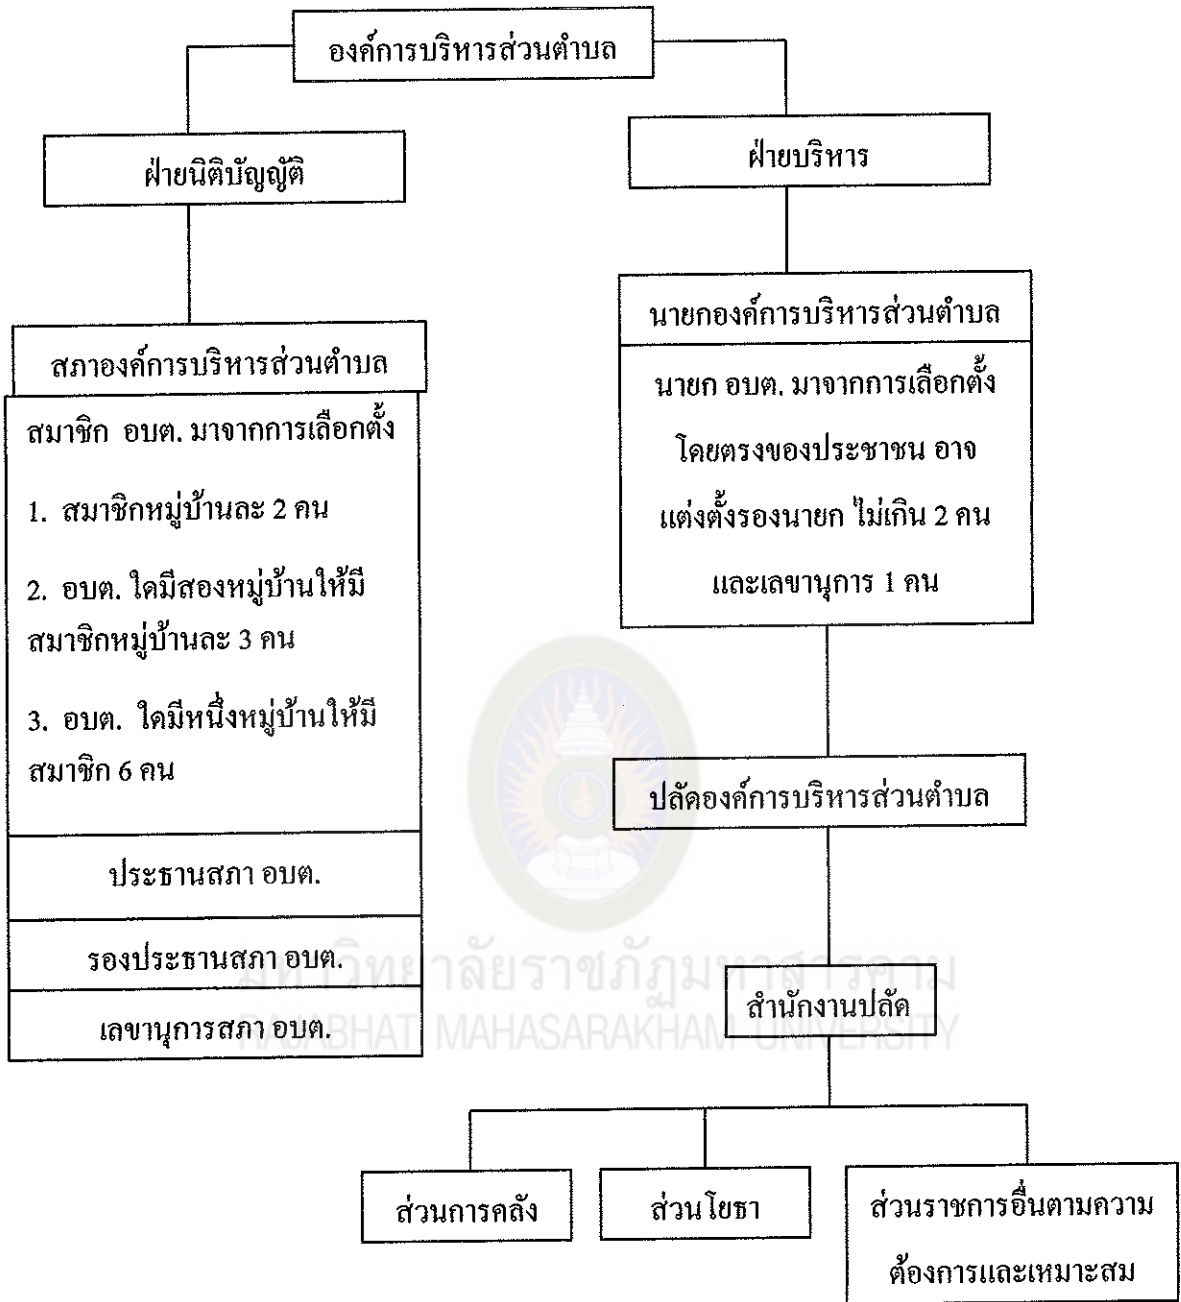 องค์การบริหารส่วนตำบล
ฝ่ายนิติบัญญัติ
ฝ่ายบริหาร
สภาองค์การบริหารส่วนตำบล
สมาชิก อบต. มาจากการเลือกตั้ง
1. สมาชิกหมู่บ้านละ 2 คน
2. อบต. ใดมีสองหมู่บ้านให้มี
สมาชิกหมู่บ้านละ 3 คน
3. อบต. ใดมีหนึ่งหมู่บ้านให้มี
สมาชิก 6 คน
ประธานสภา อบต.
รองประธานสภา อบต.
เลขานุการสภา อบต.
นายกองค์การบริหารส่วนตำบล
นายก อบต. มาจากการเลือกตั้ง
โดยตรงของประชาชน อาจ
แต่งตั้งรองนายก ไม่เกิน 2 คน
และเลขานุการ 1 คน
ปลัดองค์การบริหารส่วนตำบล
สำนักงานปลัด
ส่วนการคลัง
ส่วนโยธา
ส่วนราชการอื่นตามความ
ต้องการและเหมาะสม
มหาวิทยาลัยราชภัฏมหาสารคาม
RAJABHAT MAHASARAKHAM UNIVERSITY